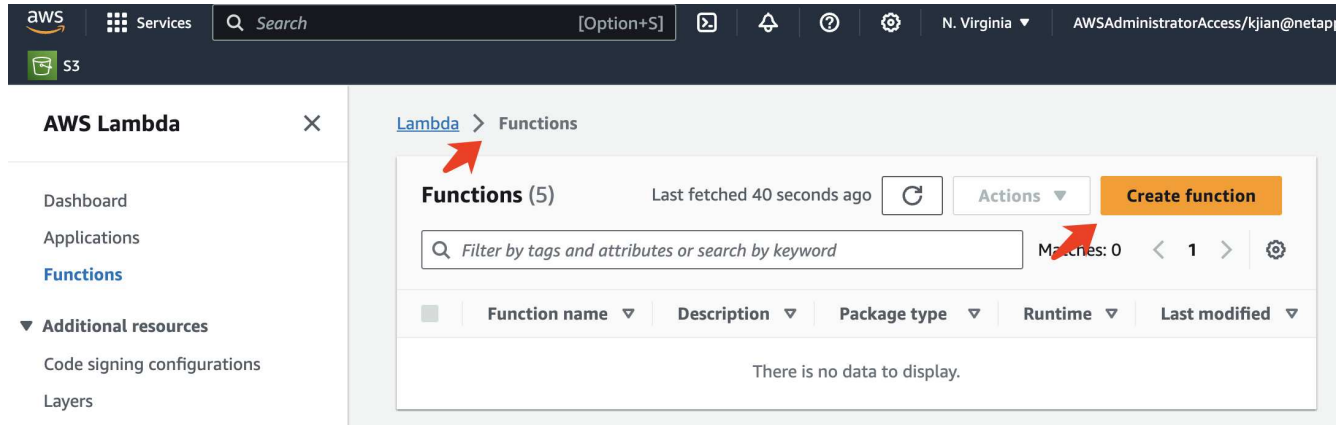 aws
Services
Search
[Option+S]
N. Virginia
AWSAdministratorAccess/kjian@netap
S3
AWS Lambda
Lambda
Functions
Dashboard
Applications
Functions
Additional resources
Code signing configurations
Layers
Functions (5)
Last fetched 40 seconds ago
Actions
Create function
Filter by tags and attributes or search by keyword
Matches: 0
1
Function name
Description
Package type
Runtime
Last modified
There is no data to display.